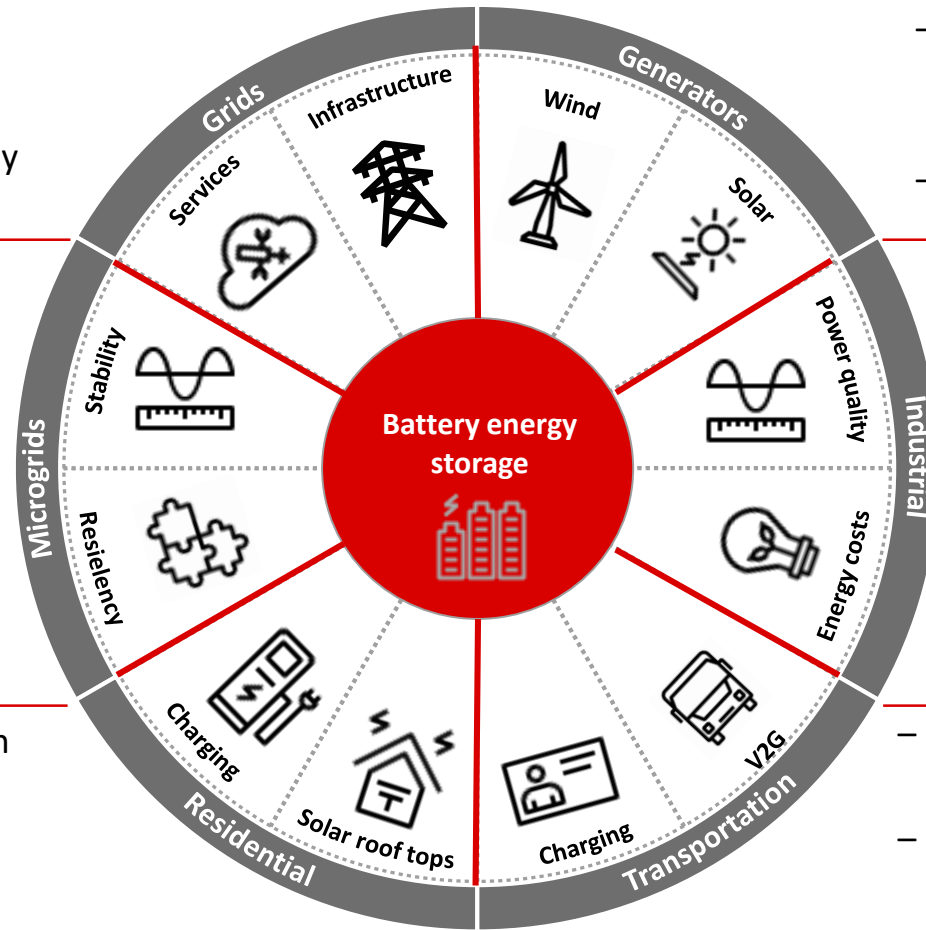 Grids
Generators
Infrastructure
Wind
Services
Solar
y
Stability
Power quality
Microgrids
Battery energy
storage
Industrial
Resielency
Energy costs
n
Charging
V2G
Solar roof tops
Charging
Residential
Transportation